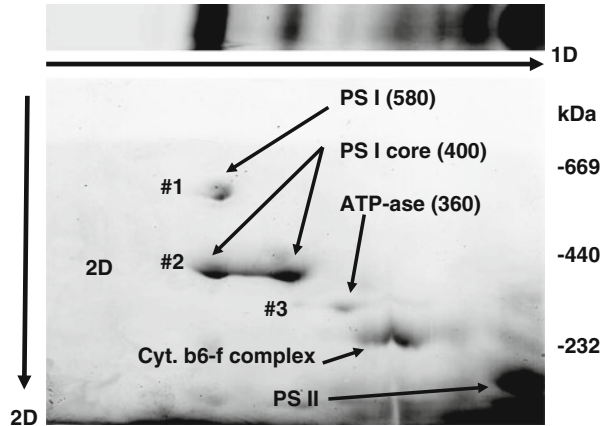 1D
PS I (580)
kDa
PS I core (400)
-669
#1
ATP-ase (360)
-440
#2
2D
#3
-232
Cyt. b6-f complex
PS II
2D